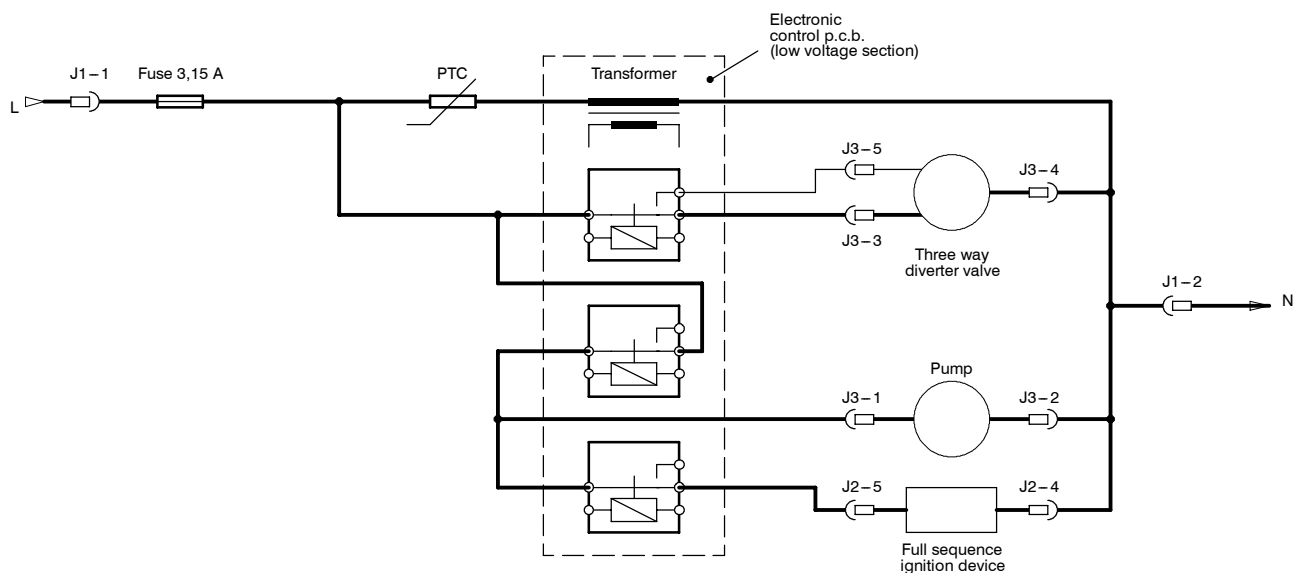 Electronic
control p.c.b.
(low voltage section)
J1–1
Fuse 3,15 A
PTC
Transformer
L
J3–5
J3–4
J3–3
Three way
diverter valve
J1–2
N
Pump
J3–1
J3–2
J2–5
J2–4
Full sequence
ignition device